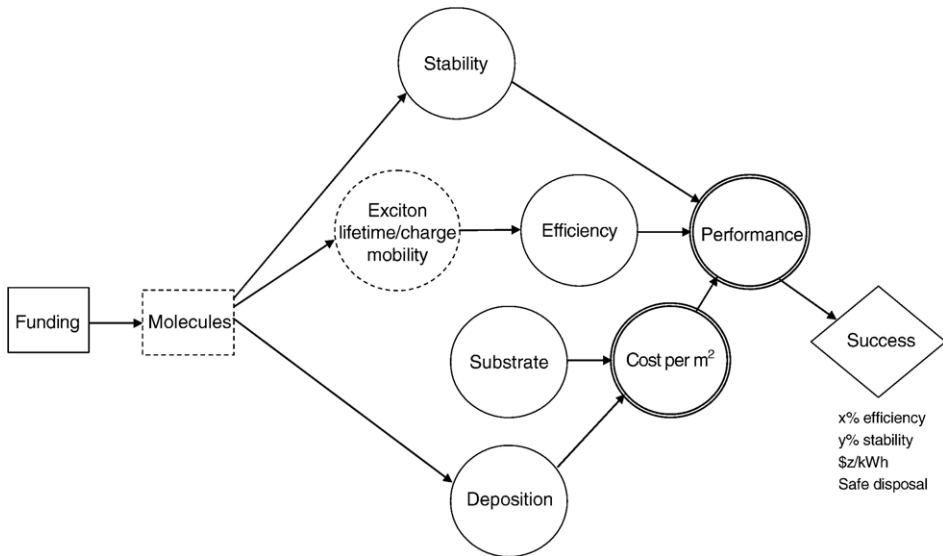 Stability
Exciton
lifetime/charge
mobility
Efficiency
Performance
Funding
Molecules
Substrate
Cost per m²
Success
x% efficiency
y% stability
$z/kWh
Safe disposal
Deposition